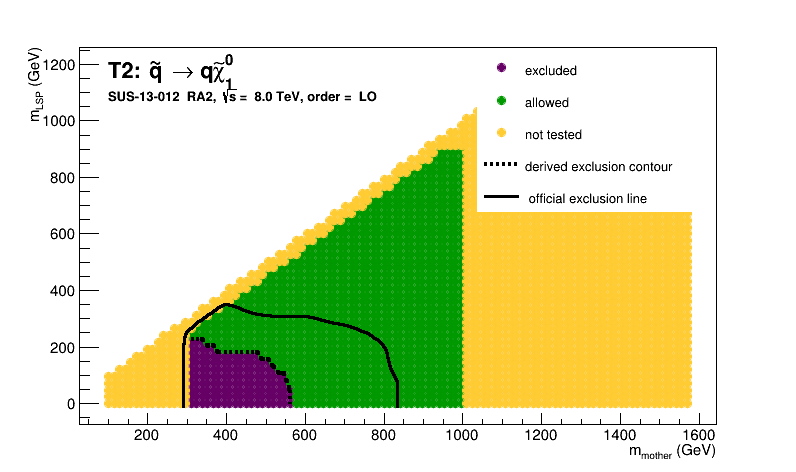 T2: q̃ → qχ̃₁⁰
SUS-13-012 RA2, √s = 8.0 TeV, order = LO
excluded
allowed
not tested
derived exclusion contour
official exclusion line
m_LSP (GeV)
1200
1000
800
600
400
200
0
200 400 600 800 1000 1200 1400 1600
m_mother (GeV)